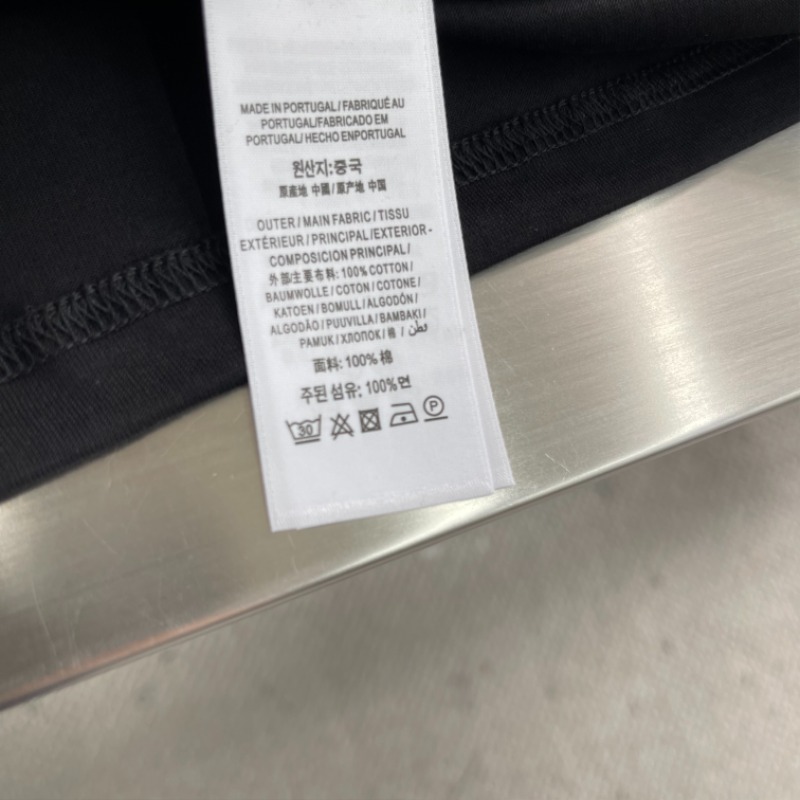 MADE IN PORTUGAL/FABRIQUÉ AU
PORTUGAL/FABRICADO EM
PORTUGAL/ HECHO ENPORTUGAL
원산지:중국
原産地 中國/原产地 中国
OUTER/MAIN FABRIC/TISSU
EXTÉRIEUR/PRINCIPAL/EXTERIOR-
COMPOSICION PRINCIPAL/
外部/主要布料: 100% COTTON/
BAUMWOLLE/COTON/COTONE/
KATOEN/BOMULL/ALGODÓN/
ALGODÃO/PUUVILLA/BAMBAKI/
PAMUK/ХЛОПОК/棉/قطن
面料: 100% 棉
주된 섬유: 100% 면
30 P